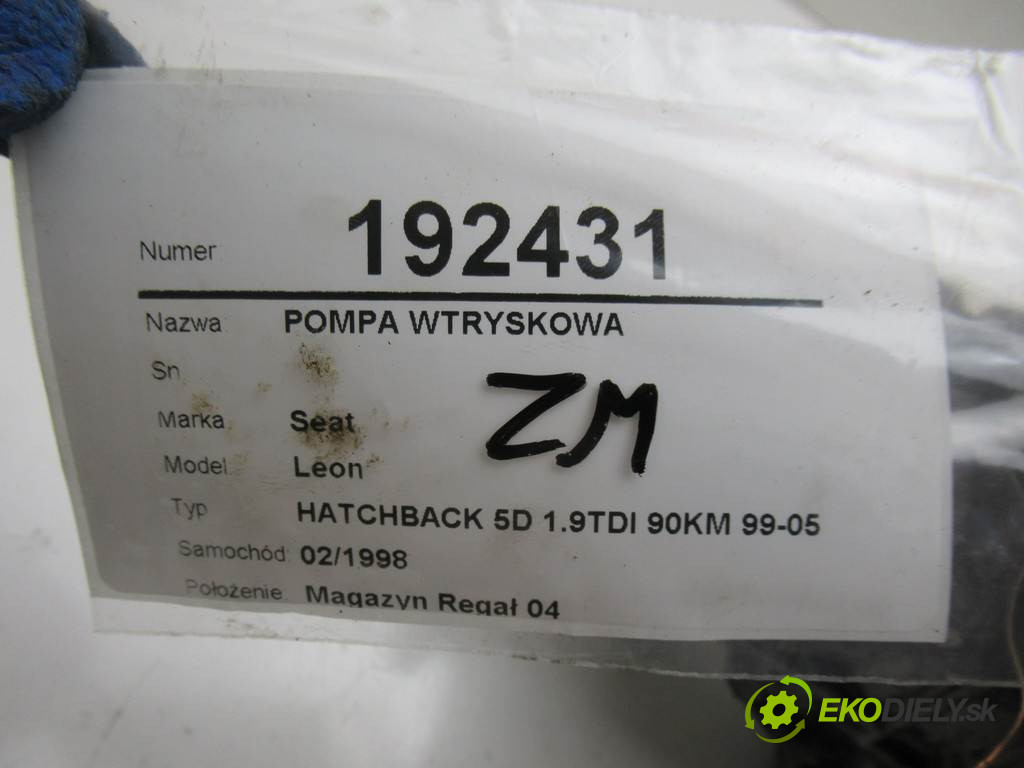 Numer 192431
Nazwa: POMPA WTRYSKOWA
Sn
Marka Seat
ZM
Model Leon
Typ HATCHBACK 5D 1.9TDI 90KM 99-05
Samochód: 02/1998
Położenie: Magazyn Regał 04
EKODIELY.sk